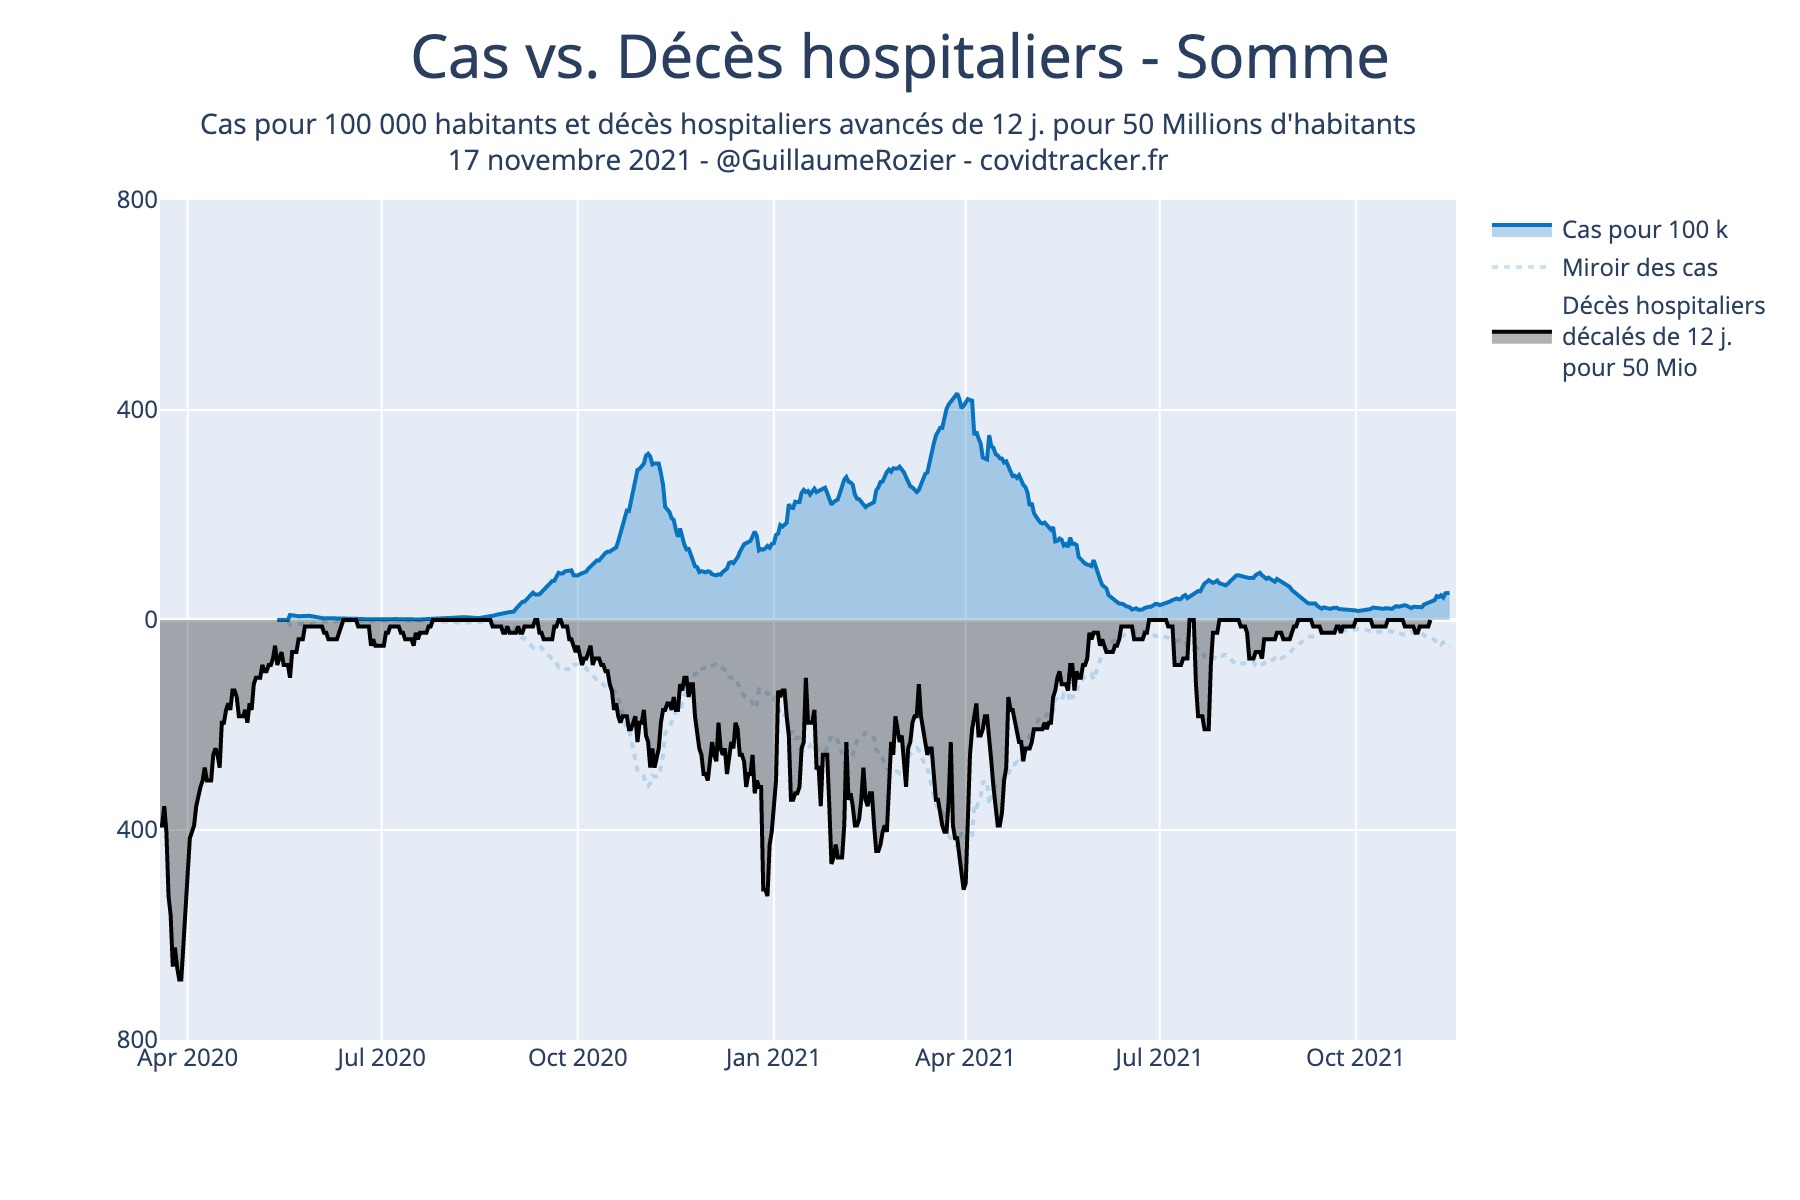 Cas vs. Décès hospitaliers - Somme
Cas pour 100 000 habitants et décès hospitaliers avancés de 12 j. pour 50 Millions d'habitants
17 novembre 2021 - @GuillaumeRozier - covidtracker.fr
800
400
0
400
800
Apr 2020
Jul 2020
Oct 2020
Jan 2021
Apr 2021
Jul 2021
Oct 2021
Cas pour 100 k
Miroir des cas
Décès hospitaliers
décalés de 12 j.
pour 50 Mio